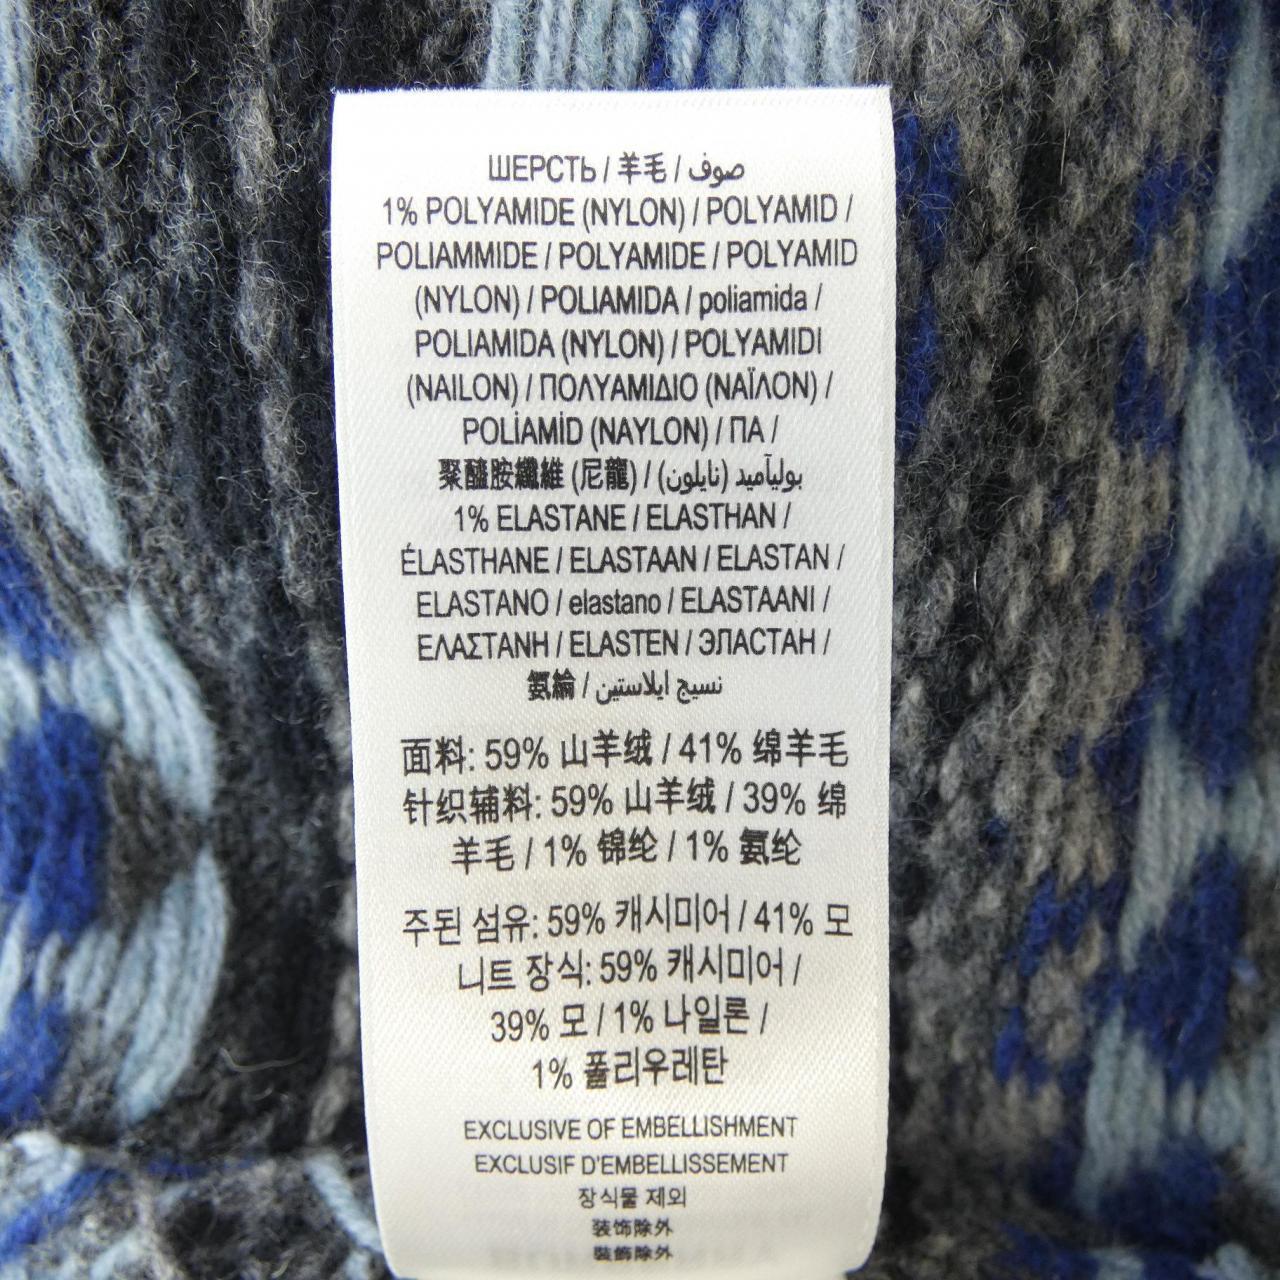 ШЕРСТЬ / 羊毛 / صوف
1% POLYAMIDE (NYLON) / POLYAMID /
POLIAMMIDE / POLYAMIDE / POLYAMID
(NYLON) / POLIAMIDA / poliamida /
POLIAMIDA (NYLON) / POLYAMIDI
(NAILON) / ΠΟΛΥΑΜΙΔΙΟ (ΝΑΪΛΟΝ) /
POLİAMİD (NAYLON) / ПА /
聚醯胺纖維 (尼龍) / بولياميد (نايلون)
1% ELASTANE / ELASTHAN /
ÉLASTHANE / ELASTAAN / ELASTAN /
ELASTANO / elastano / ELASTAANI /
ΕΛΑΣΤΑΝΗ / ELASTEN / ЭЛАСТАН /
氨綸 / نسيج ايلاستين
面料: 59% 山羊绒 / 41% 绵羊毛
针织辅料: 59% 山羊绒 / 39% 绵
羊毛 / 1% 锦纶 / 1% 氨纶
주된 섬유: 59% 캐시미어 / 41% 모
니트 장식: 59% 캐시미어 /
39% 모 / 1% 나일론 /
1% 폴리우레탄
EXCLUSIVE OF EMBELLISHMENT
EXCLUSIF D'EMBELLISSEMENT
장식물 제외
装饰除外
裝飾除外